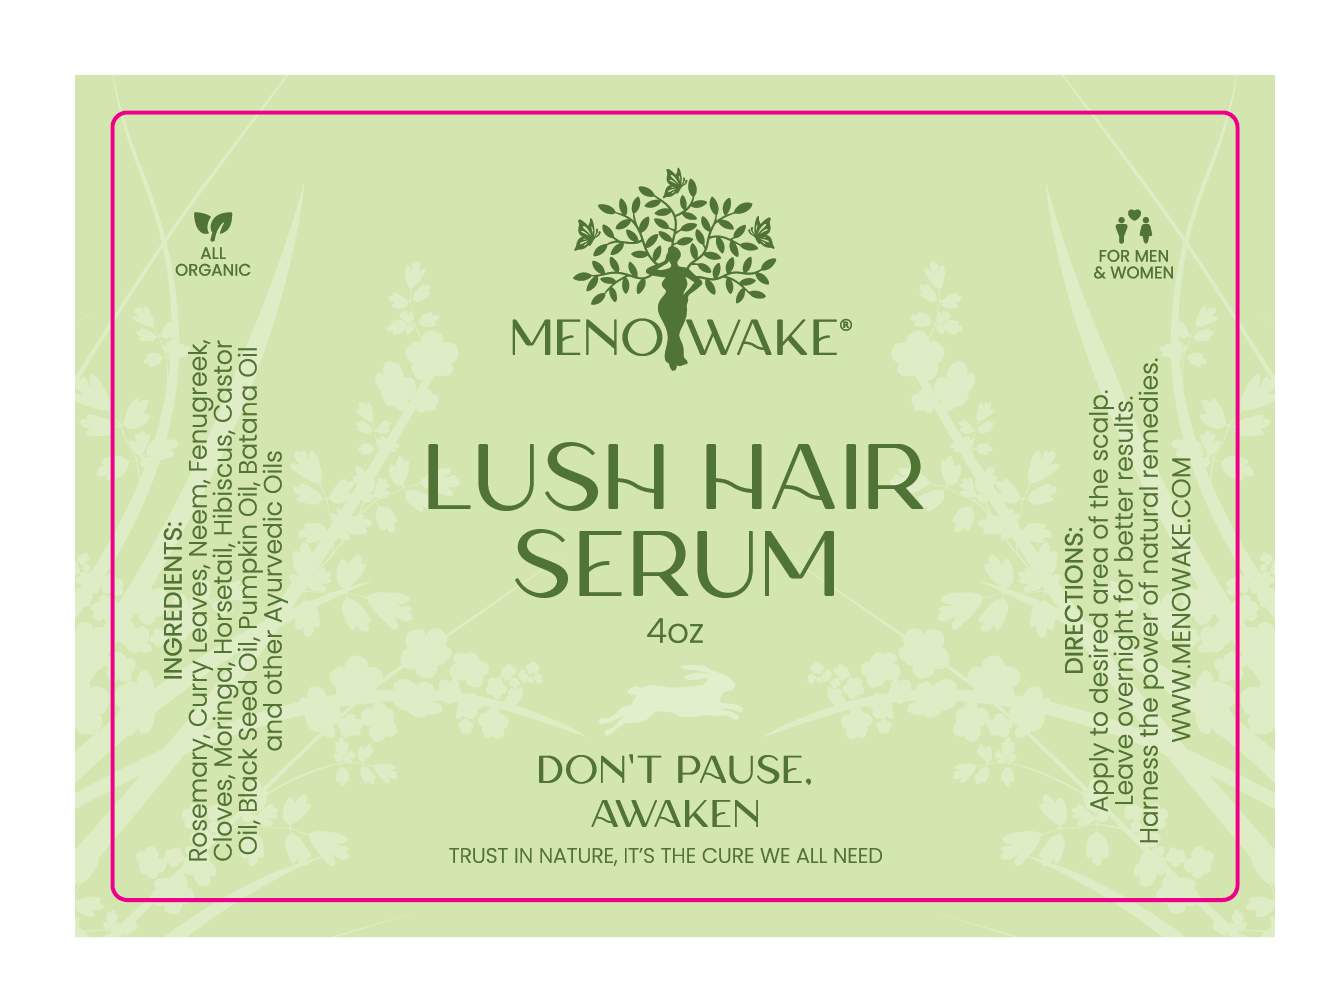 ALL
ORGANIC
INGREDIENTS:
Rosemary, Curry Leaves, Neem, Fenugreek,
Cloves, Moringa, Horsetail, Hibiscus, Castor
Oil, Black Seed Oil, Pumpkin Oil, Batana Oil
and other Ayurvedic Oils
MENOWAKE®
LUSH HAIR
SERUM
4oz
DON'T PAUSE,
AWAKEN
TRUST IN NATURE, IT'S THE CURE WE ALL NEED
FOR MEN
& WOMEN
DIRECTIONS:
Apply to desired area of the scalp.
Leave overnight for better results.
Harness the power of natural remedies.
WWW.MENOWAKE.COM